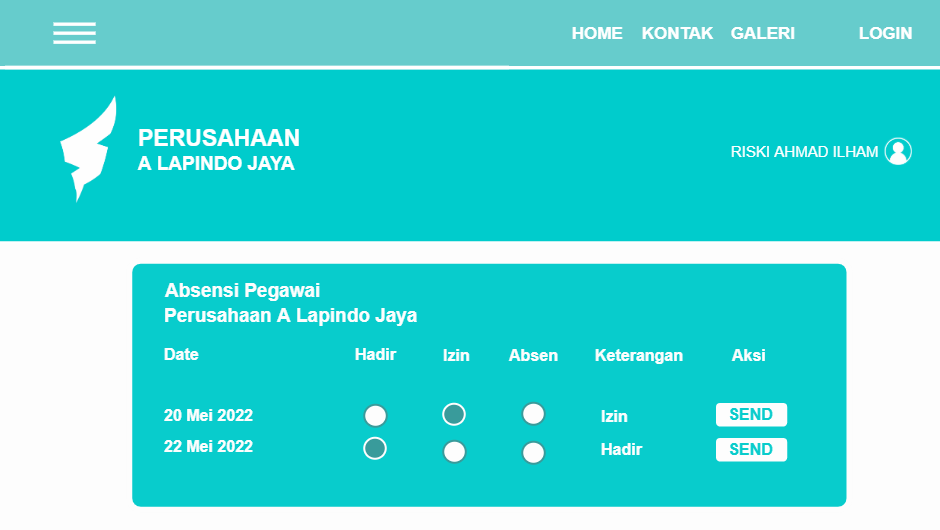 HOME KONTAK GALERI LOGIN
PERUSAHAAN
A LAPINDO JAYA
RISKI AHMAD ILHAM
Absensi Pegawai
Perusahaan A Lapindo Jaya
Date Hadir Izin Absen Keterangan Aksi
20 Mei 2022 Izin SEND
22 Mei 2022 Hadir SEND